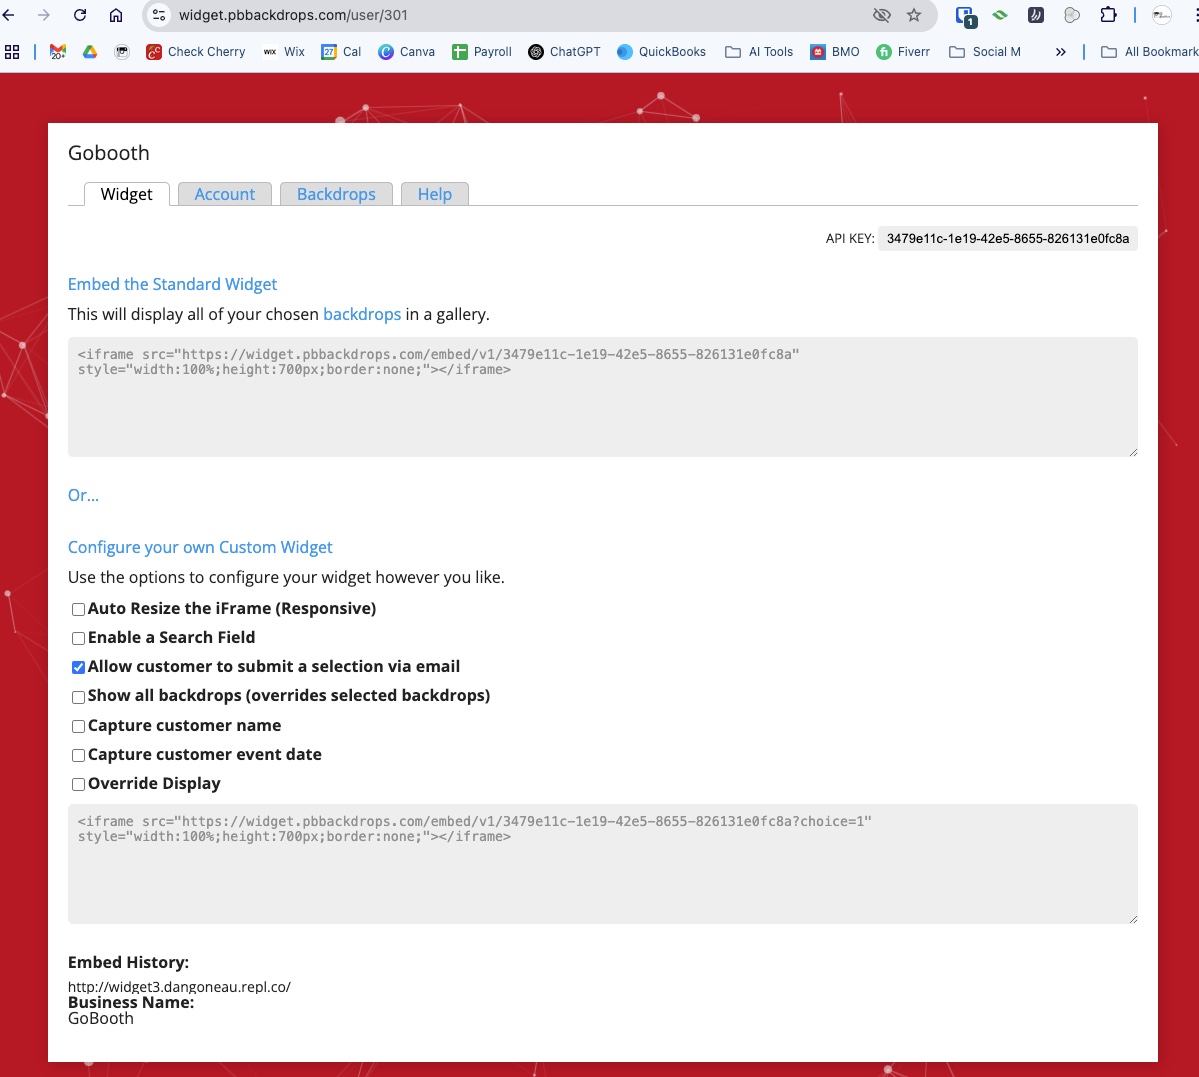 widget.pbbackdrops.com/user/301
1
20+ Check Cherry WIX Wix 27 Cal Canva Payroll ChatGPT QuickBooks AI Tools BMO fi Fiverr Social M » All Bookmark
Gobooth
Widget Account Backdrops Help
API KEY: 3479e11c-1e19-42e5-8655-826131e0fc8a
Embed the Standard Widget
This will display all of your chosen backdrops in a gallery.
<iframe src="https://widget.pbbackdrops.com/embed/v1/3479e11c-1e19-42e5-8655-826131e0fc8a"
style="width:100%;height:700px;border:none;"></iframe>
Or...
Configure your own Custom Widget
Use the options to configure your widget however you like.
Auto Resize the iFrame (Responsive)
Enable a Search Field
Allow customer to submit a selection via email
Show all backdrops (overrides selected backdrops)
Capture customer name
Capture customer event date
Override Display
<iframe src="https://widget.pbbackdrops.com/embed/v1/3479e11c-1e19-42e5-8655-826131e0fc8a?choice=1"
style="width:100%;height:700px;border:none;"></iframe>
Embed History:
http://widget3.dangoneau.repl.co/
Business Name:
GoBooth